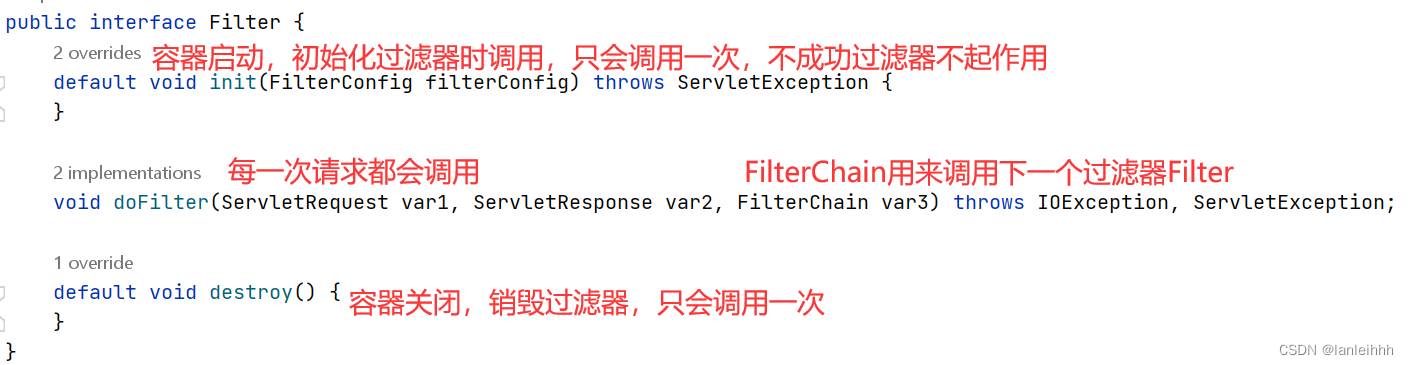 public interface Filter {
2 overrides 容器启动，初始化过滤器时调用，只会调用一次，不成功过滤器不起作用
default void init(FilterConfig filterConfig) throws ServletException {
}
2 implementations 每一次请求都会调用 FilterChain用来调用下一个过滤器Filter
void doFilter(ServletRequest var1, ServletResponse var2, FilterChain var3) throws IOException, ServletException;
1 override
default void destroy() { 容器关闭，销毁过滤器，只会调用一次
}
}
CSDN @lanleihhh